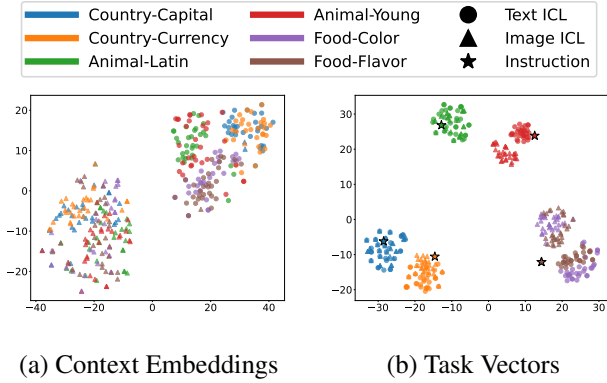 Country-Capital Animal-Young Text ICL
Country-Currency Food-Color Image ICL
Animal-Latin Food-Flavor Instruction
20
10
0
−10
−20
−40 −20 0 20 40
30
20
10
0
−10
−20
−30 −20 −10 0 10 20 30
(a) Context Embeddings (b) Task Vectors